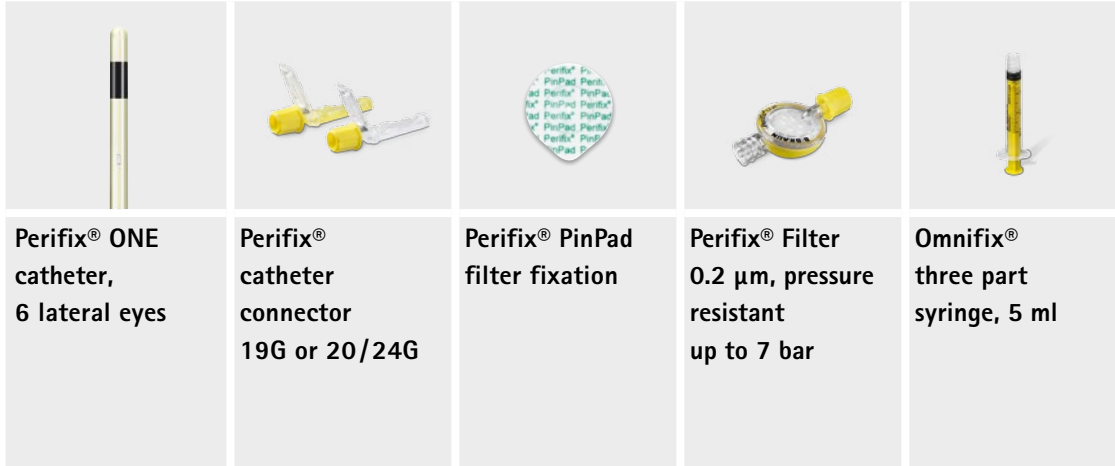 Perifix® ONE
catheter,
6 lateral eyes
Perifix®
catheter
connector
19G or 20/24G
Perifix® PinPad
filter fixation
Perifix® Filter
0.2 µm, pressure
resistant
up to 7 bar
Omnifix®
three part
syringe, 5 ml